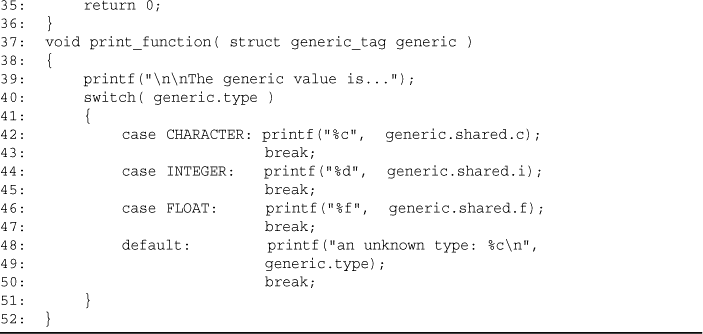 35:      return 0;
36:  }
37:  void print_function( struct generic_tag generic )
38:  {
39:      printf("\n\nThe generic value is...");
40:      switch( generic.type )
41:      {
42:          case CHARACTER: printf("%c",  generic.shared.c);
43:                          break;
44:          case INTEGER:   printf("%d",  generic.shared.i);
45:                          break;
46:          case FLOAT:     printf("%f",  generic.shared.f);
47:                          break;
48:          default:        printf("an unknown type: %c\n",
49:                          generic.type);
50:                          break;
51:      }
52:  }